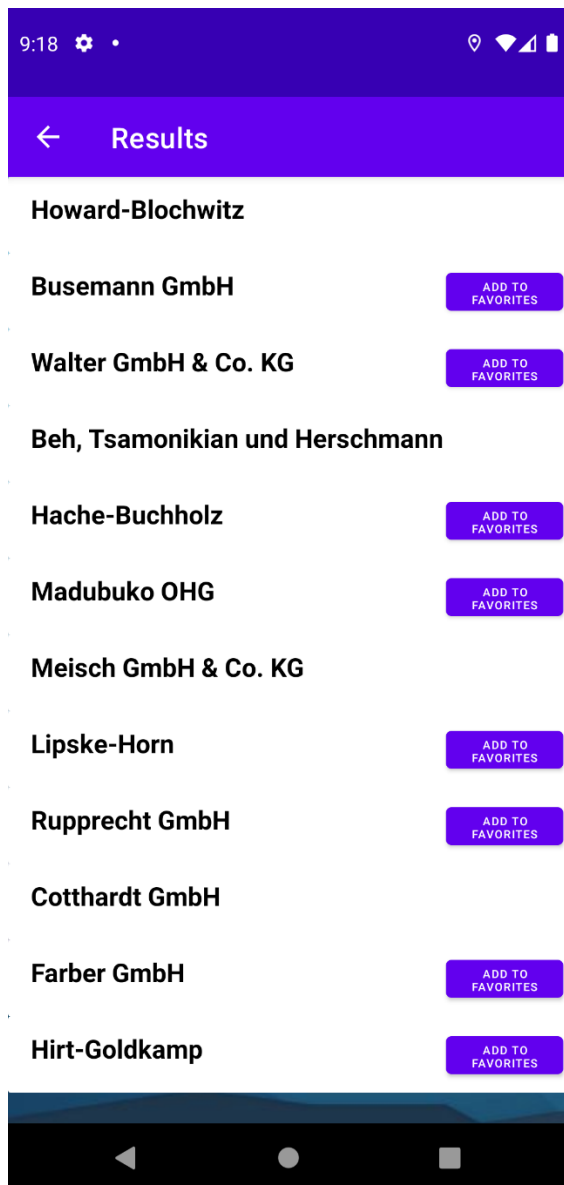 9:18
Results
Howard-Blochwitz
Busemann GmbH
ADD TO
FAVORITES
Walter GmbH & Co. KG
ADD TO
FAVORITES
Beh, Tsamonikian und Herschmann
Hache-Buchholz
ADD TO
FAVORITES
Madubuko OHG
ADD TO
FAVORITES
Meisch GmbH & Co. KG
Lipske-Horn
ADD TO
FAVORITES
Rupprecht GmbH
ADD TO
FAVORITES
Cotthardt GmbH
Farber GmbH
ADD TO
FAVORITES
Hirt-Goldkamp
ADD TO
FAVORITES